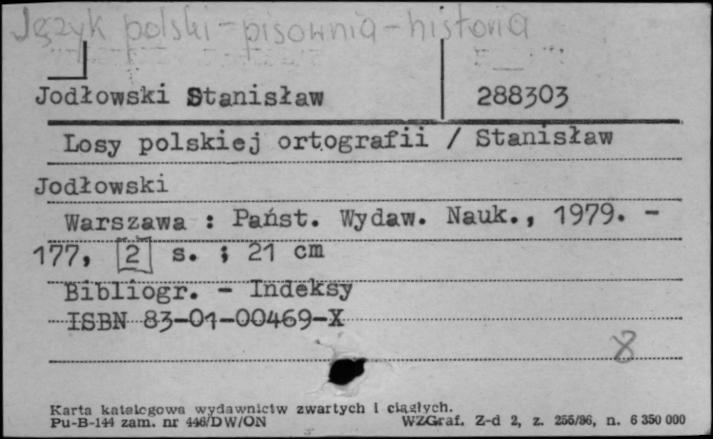 Język polski - pisownia - historia
Jodłowski Stanisław 288303
Losy polskiej ortografii / Stanisław
Jodłowski
Warszawa : Państ. Wydaw. Nauk., 1979. -
177, [2] s. ; 21 cm
Bibliogr. - Indeksy
ISBN 83-01-00469-X
8
Karta katalogowa wydawnictw zwartych i ciągłych.
Pu-B-144 zam. nr 446/DW/ON WZGraf. Z-d 2, z. 255/86, n. 6 350 000